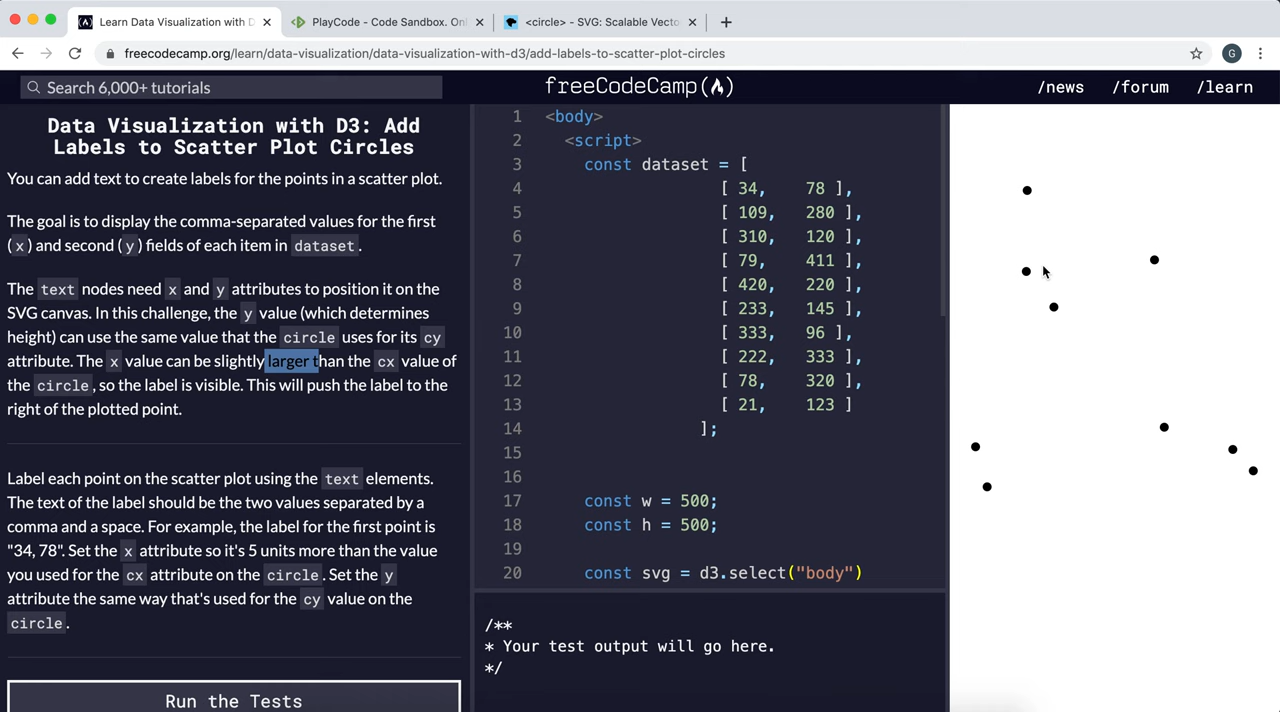 Learn Data Visualization with D
PlayCode - Code Sandbox. Onl
<circle> - SVG: Scalable Vecto
freecodecamp.org/learn/data-visualization/data-visualization-with-d3/add-labels-to-scatter-plot-circles
G
Search 6,000+ tutorials
freeCodeCamp
/news
/forum
/learn
Data Visualization with D3: Add
Labels to Scatter Plot Circles
You can add text to create labels for the points in a scatter plot.
The goal is to display the comma-separated values for the first
(x) and second (y) fields of each item in dataset.
The text nodes need x and y attributes to position it on the
SVG canvas. In this challenge, the y value (which determines
height) can use the same value that the circle uses for its cy
attribute. The x value can be slightly larger than the cx value of
the circle, so the label is visible. This will push the label to the
right of the plotted point.
Label each point on the scatter plot using the text elements.
The text of the label should be the two values separated by a
comma and a space. For example, the label for the first point is
"34, 78". Set the x attribute so it's 5 units more than the value
you used for the cx attribute on the circle. Set the y
attribute the same way that's used for the cy value on the
circle.
Run the Tests
1 <body>
2 <script>
3 const dataset = [
4 [ 34, 78 ],
5 [ 109, 280 ],
6 [ 310, 120 ],
7 [ 79, 411 ],
8 [ 420, 220 ],
9 [ 233, 145 ],
10 [ 333, 96 ],
11 [ 222, 333 ],
12 [ 78, 320 ],
13 [ 21, 123 ]
14 ];
15
16
17 const w = 500;
18 const h = 500;
19
20 const svg = d3.select("body")
/**
* Your test output will go here.
*/